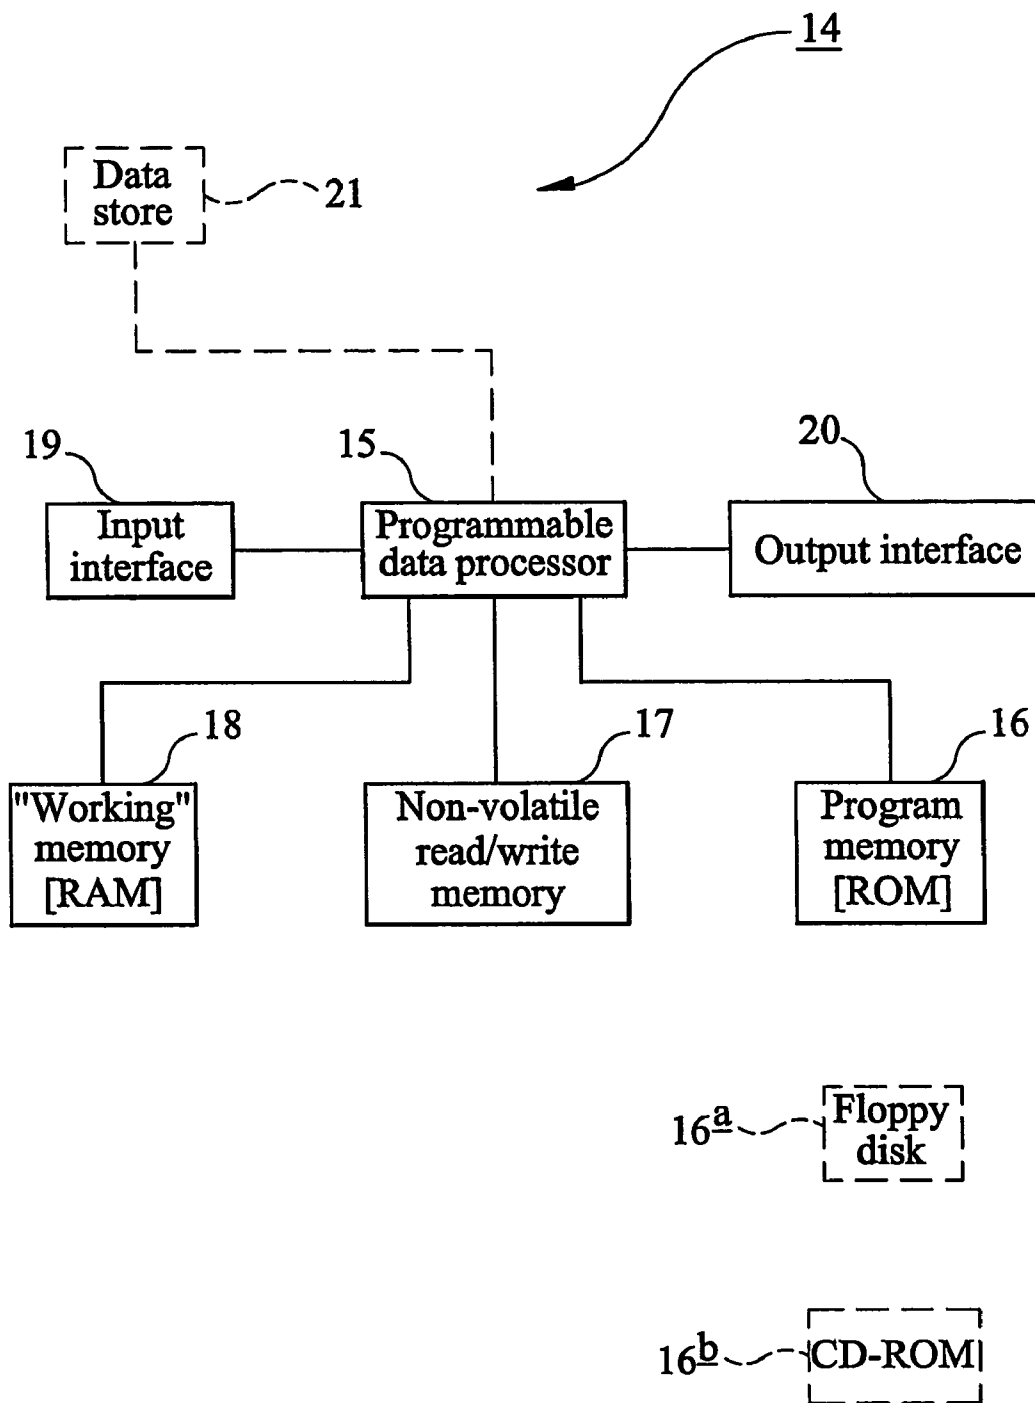 14
Data
store
21
19
15
20
Input
interface
Programmable
data processor
Output interface
18
17
16
"Working"
memory
[RAM]
Non-volatile
read/write
memory
Program
memory
[ROM]
16a
Floppy
disk
16b
CD-ROM